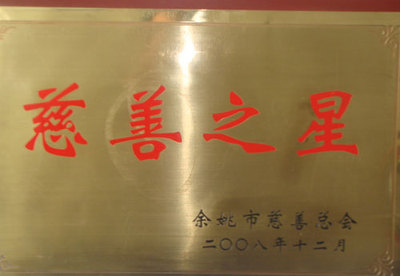 慈善之星
余姚市慈善总会
二〇〇八年十二月